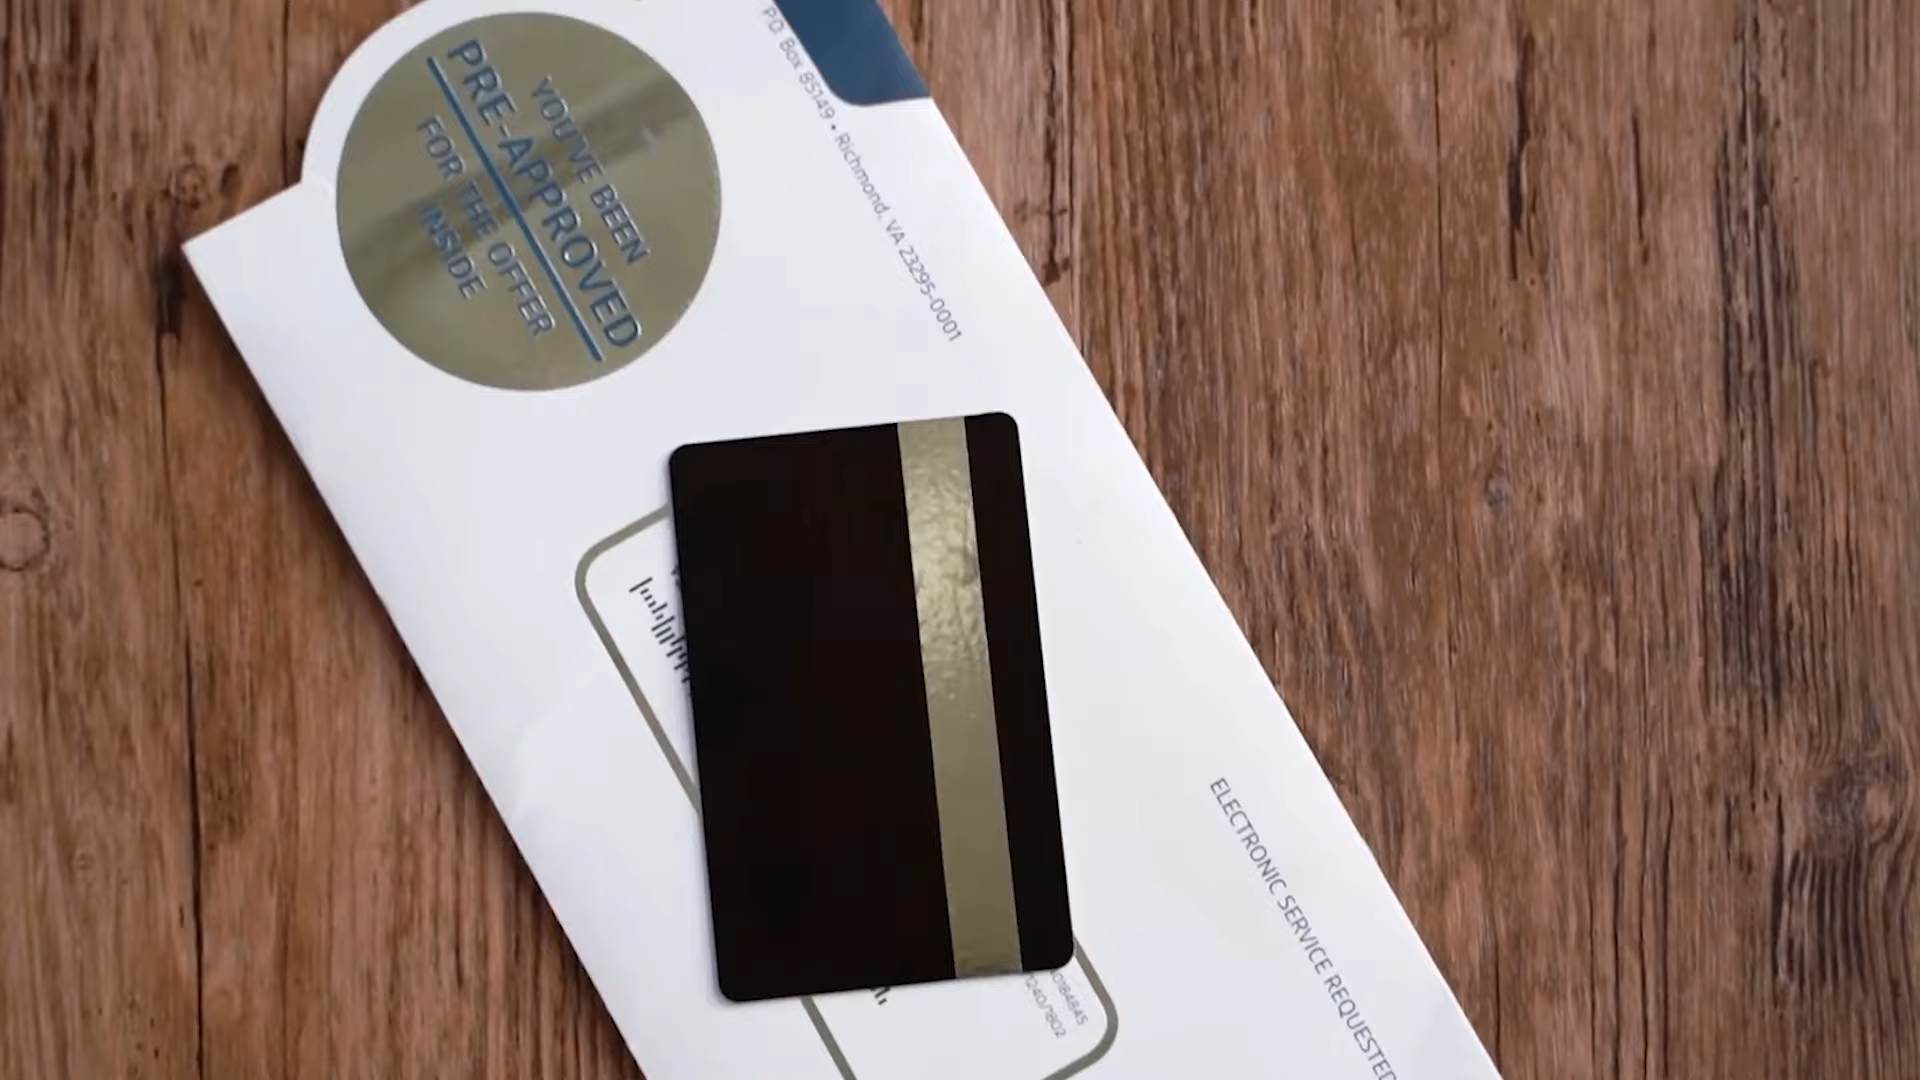 YOU'VE BEEN
PRE-APPROVED
FOR THE OFFER
INSIDE
P.O. Box 85149 • Richmond, VA 23295-0001
ELECTRONIC SERVICE REQUESTED